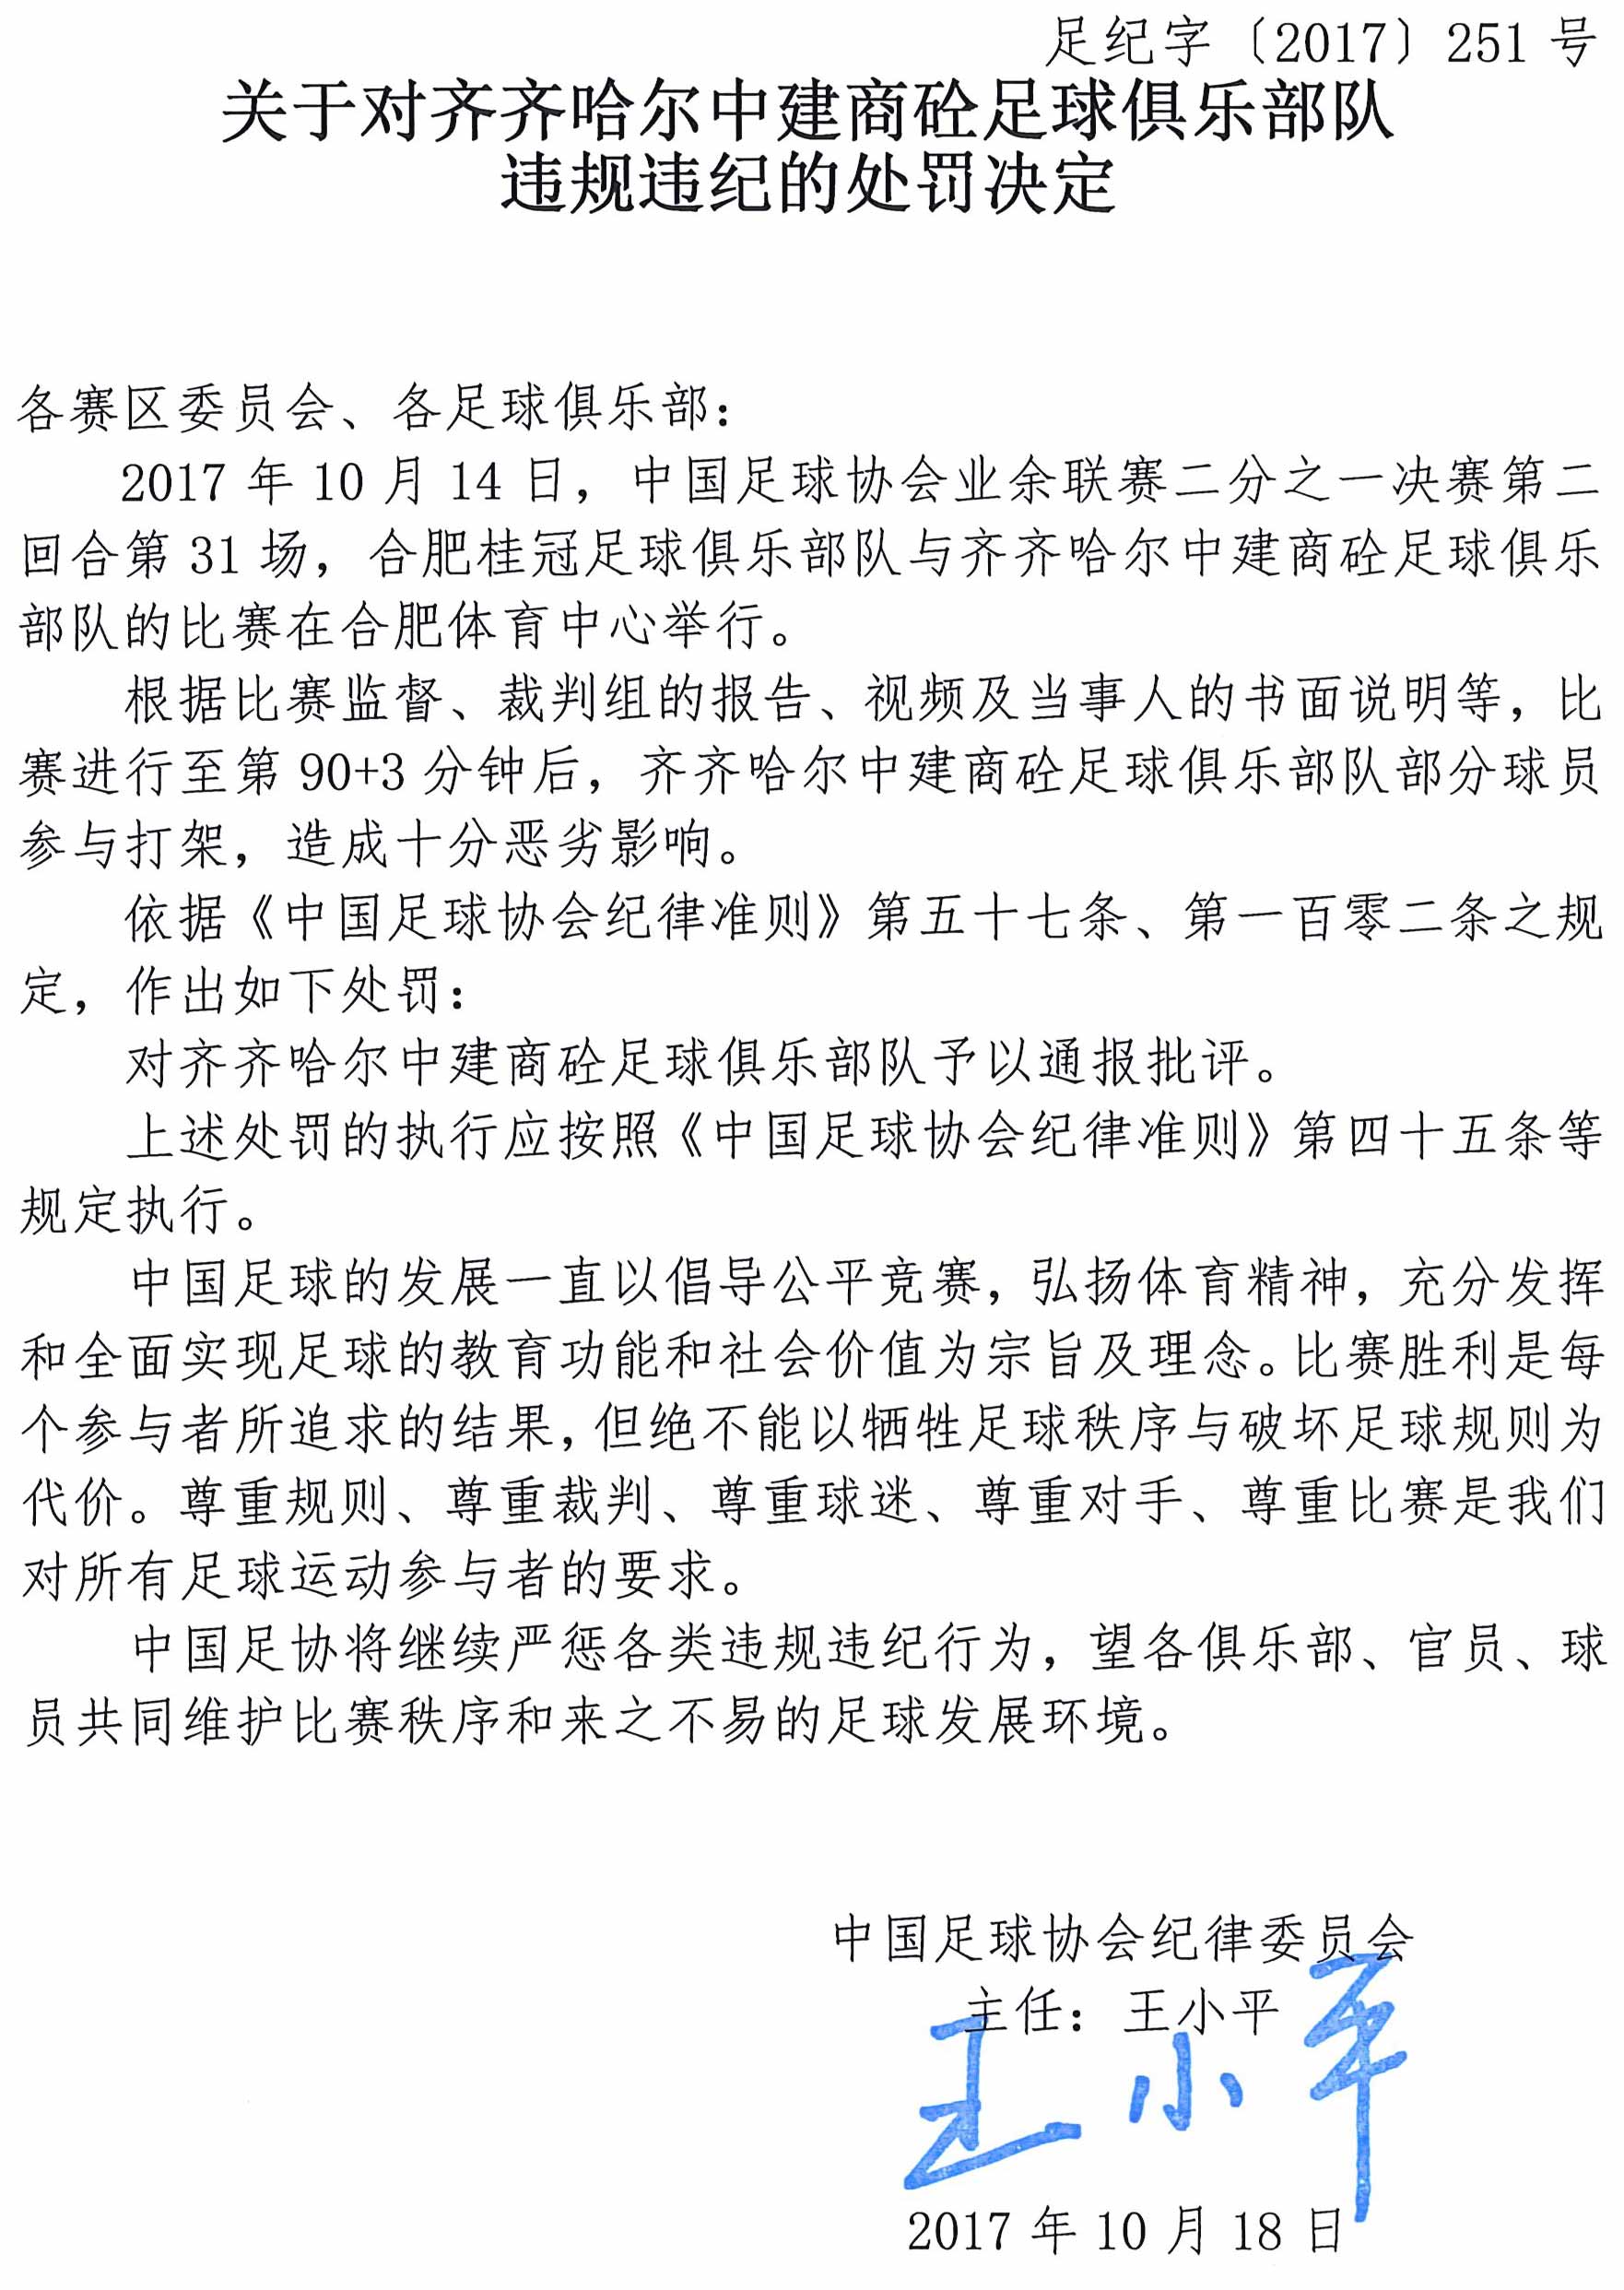 足纪字〔2017〕251 号
关于对齐齐哈尔中建商砼足球俱乐部队
违规违纪的处罚决定
各赛区委员会、各足球俱乐部：
2017 年 10 月 14 日，中国足球协会业余联赛二分之一决赛第二
回合第 31 场，合肥桂冠足球俱乐部队与齐齐哈尔中建商砼足球俱乐
部队的比赛在合肥体育中心举行。
根据比赛监督、裁判组的报告、视频及当事人的书面说明等，比
赛进行至第 90+3 分钟后，齐齐哈尔中建商砼足球俱乐部队部分球员
参与打架，造成十分恶劣影响。
依据《中国足球协会纪律准则》第五十七条、第一百零二条之规
定，作出如下处罚：
对齐齐哈尔中建商砼足球俱乐部队予以通报批评。
上述处罚的执行应按照《中国足球协会纪律准则》第四十五条等
规定执行。
中国足球的发展一直以倡导公平竞赛，弘扬体育精神，充分发挥
和全面实现足球的教育功能和社会价值为宗旨及理念。比赛胜利是每
个参与者所追求的结果，但绝不能以牺牲足球秩序与破坏足球规则为
代价。尊重规则、尊重裁判、尊重球迷、尊重对手、尊重比赛是我们
对所有足球运动参与者的要求。
中国足协将继续严惩各类违规违纪行为，望各俱乐部、官员、球
员共同维护比赛秩序和来之不易的足球发展环境。
中国足球协会纪律委员会
主任：王小平
王小平
2017 年 10 月 18 日